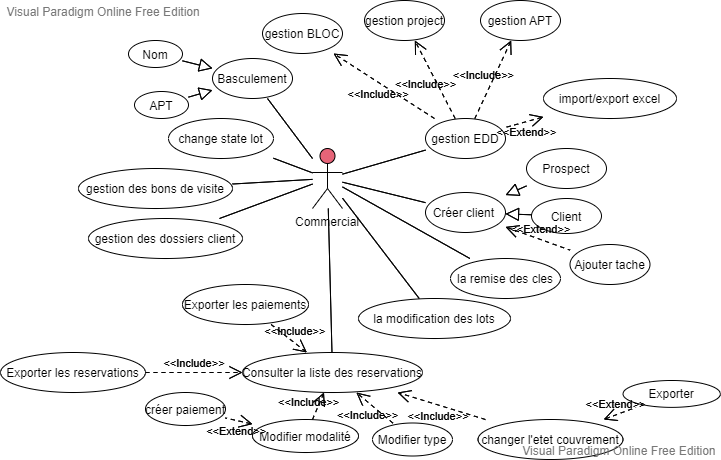 Visual Paradigm Online Free Edition
gestion BLOC
gestion project
gestion APT
Nom
Basculement
APT
<<Include>>
<<Include>>
<<Include>>
import/export excel
change state lot
gestion EDD
<<Extend>>
gestion des bons de visite
Prospect
Créer client
Client
Commercial
<<Extend>>
gestion des dossiers client
Ajouter tache
la remise des cles
Exporter les paiements
la modification des lots
<<Include>>
Exporter les reservations
<<Include>>
Consulter la liste des reservations
créer paiement
<<Include>>
<<Include>>
<<Include>>
Exporter
<<Extend>>
<<Extend>>
Modifier modalité
Modifier type
changer l'etet couvrement
Visual Paradigm Online Free Edition